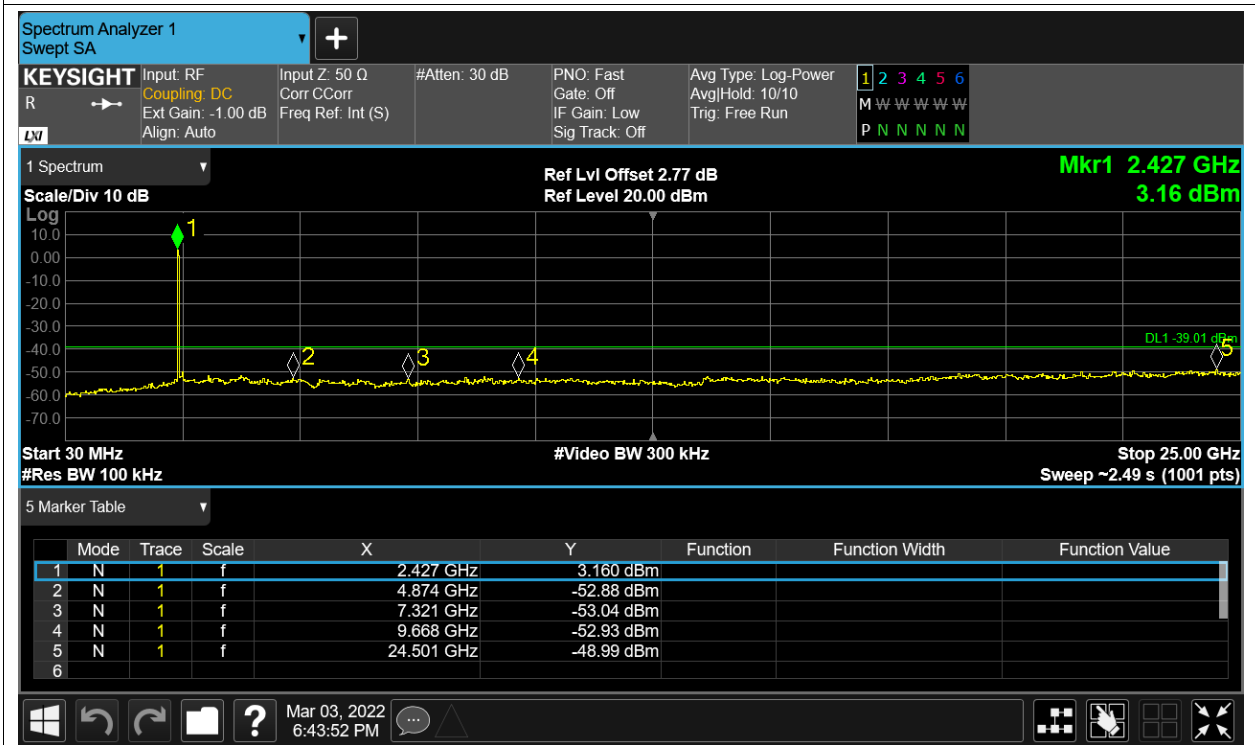 Spectrum Analyzer 1
Swept SA
KEYSIGHT
R
LXI
Input: RF
Coupling: DC
Ext Gain: -1.00 dB
Align: Auto
Input Z: 50 Ω
Corr CCorr
Freq Ref: Int (S)
#Atten: 30 dB
PNO: Fast
Gate: Off
IF Gain: Low
Sig Track: Off
Avg Type: Log-Power
Avg|Hold: 10/10
Trig: Free Run
1 2 3 4 5 6
M W W W W W
P N N N N N
1 Spectrum
Scale/Div 10 dB
Log
Ref Lvl Offset 2.77 dB
Ref Level 20.00 dBm
Mkr1 2.427 GHz
3.16 dBm
10.0
0.00
-10.0
-20.0
-30.0
-40.0
-50.0
-60.0
-70.0
1
2
3
4
5
DL1 -39.01 dBm
Start 30 MHz
#Video BW 300 kHz
Stop 25.00 GHz
#Res BW 100 kHz
Sweep ~2.49 s (1001 pts)
5 Marker Table
Mode Trace Scale X Y Function Function Width Function Value
1 N 1 f 2.427 GHz 3.160 dBm
2 N 1 f 4.874 GHz -52.88 dBm
3 N 1 f 7.321 GHz -53.04 dBm
4 N 1 f 9.668 GHz -52.93 dBm
5 N 1 f 24.501 GHz -48.99 dBm
6
?
Mar 03, 2022
6:43:52 PM